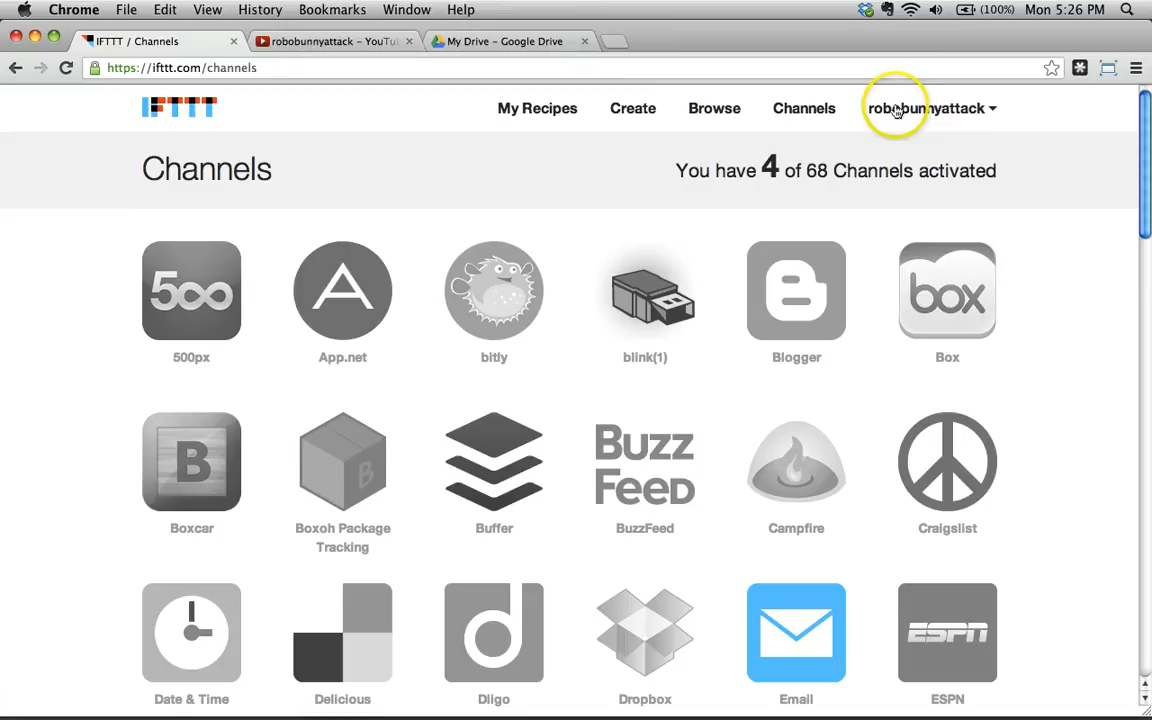 Chrome File Edit View History Bookmarks Window Help (100%) Mon 5:26 PM
IFTTT / Channels robobunnyattack – YouTu My Drive – Google Drive
https://ifttt.com/channels
IFTTT My Recipes Create Browse Channels robobunnyattack
Channels You have 4 of 68 Channels activated
500 A B box
500px App.net bitly blink(1) Blogger Box
B B Buzz
Feed
Boxcar Boxoh Package Tracking Buffer BuzzFeed Campfire Craigslist
d ESPN
Date & Time Delicious Diigo Dropbox Email ESPN